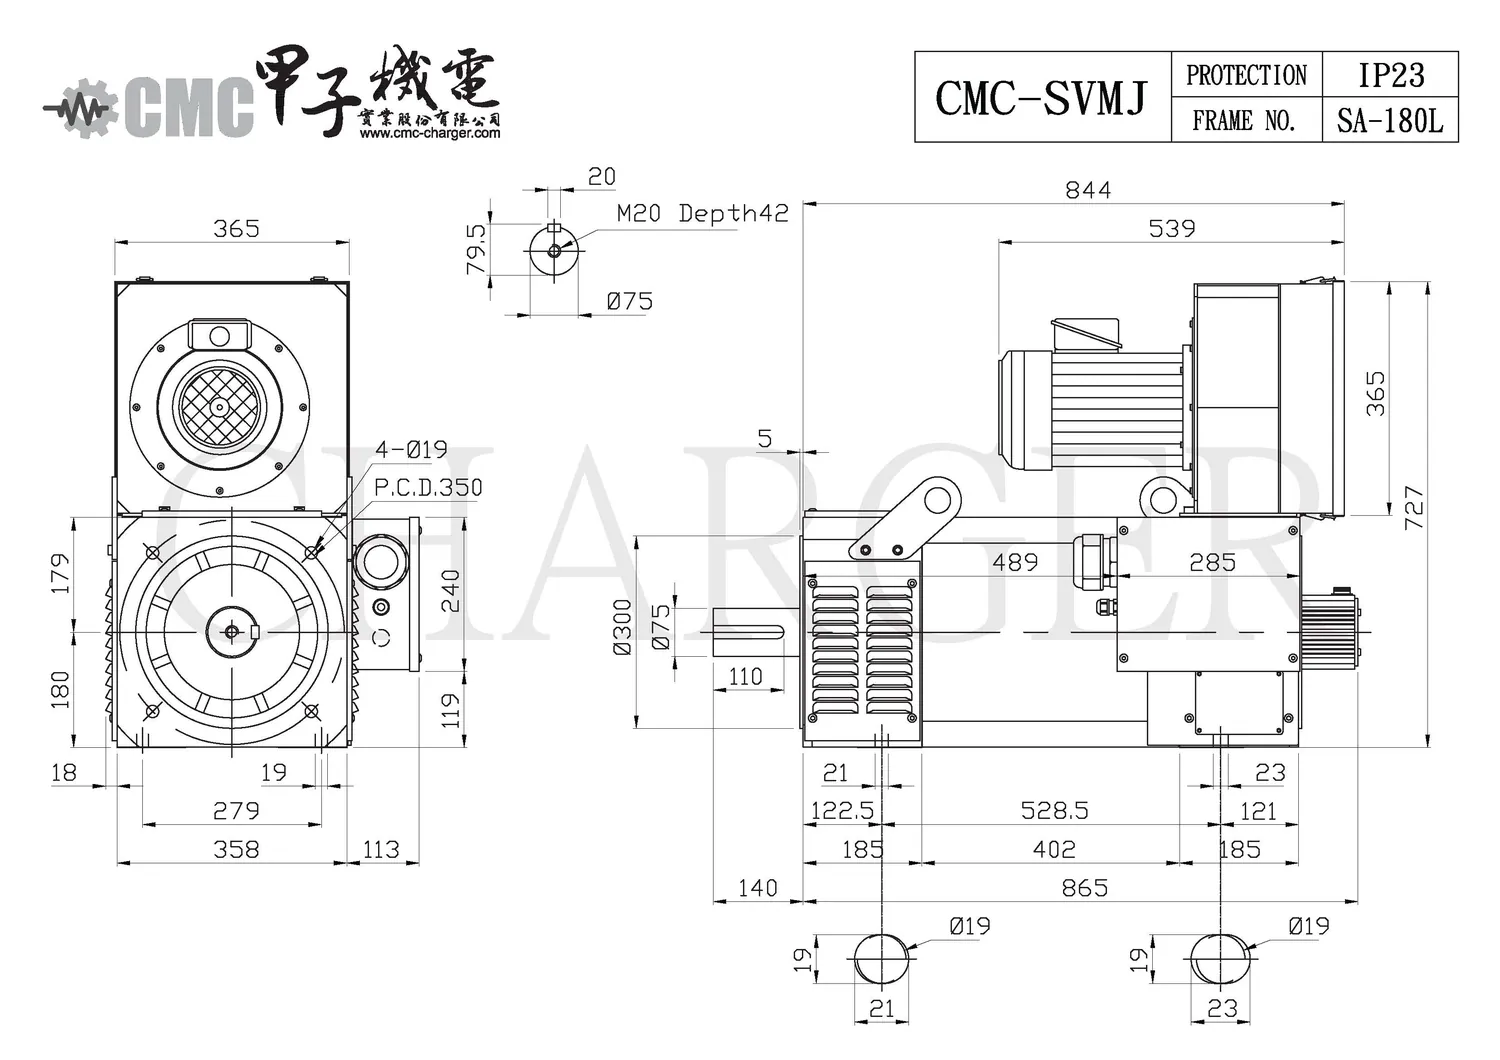 CMC 甲子機電
實業股份有限公司
www.cmc-charger.com
CMC-SVMJ
PROTECTION
IP23
FRAME NO.
SA-180L
20
M20 Depth42
79.5
Ø75
365
4-Ø19
P.C.D.350
179
180
240
119
18
19
279
358
113
844
539
365
727
5
489
285
Ø300
Ø75
110
21
23
122.5
528.5
121
185
402
185
140
865
Ø19
19
21
Ø19
19
23
CHARGER